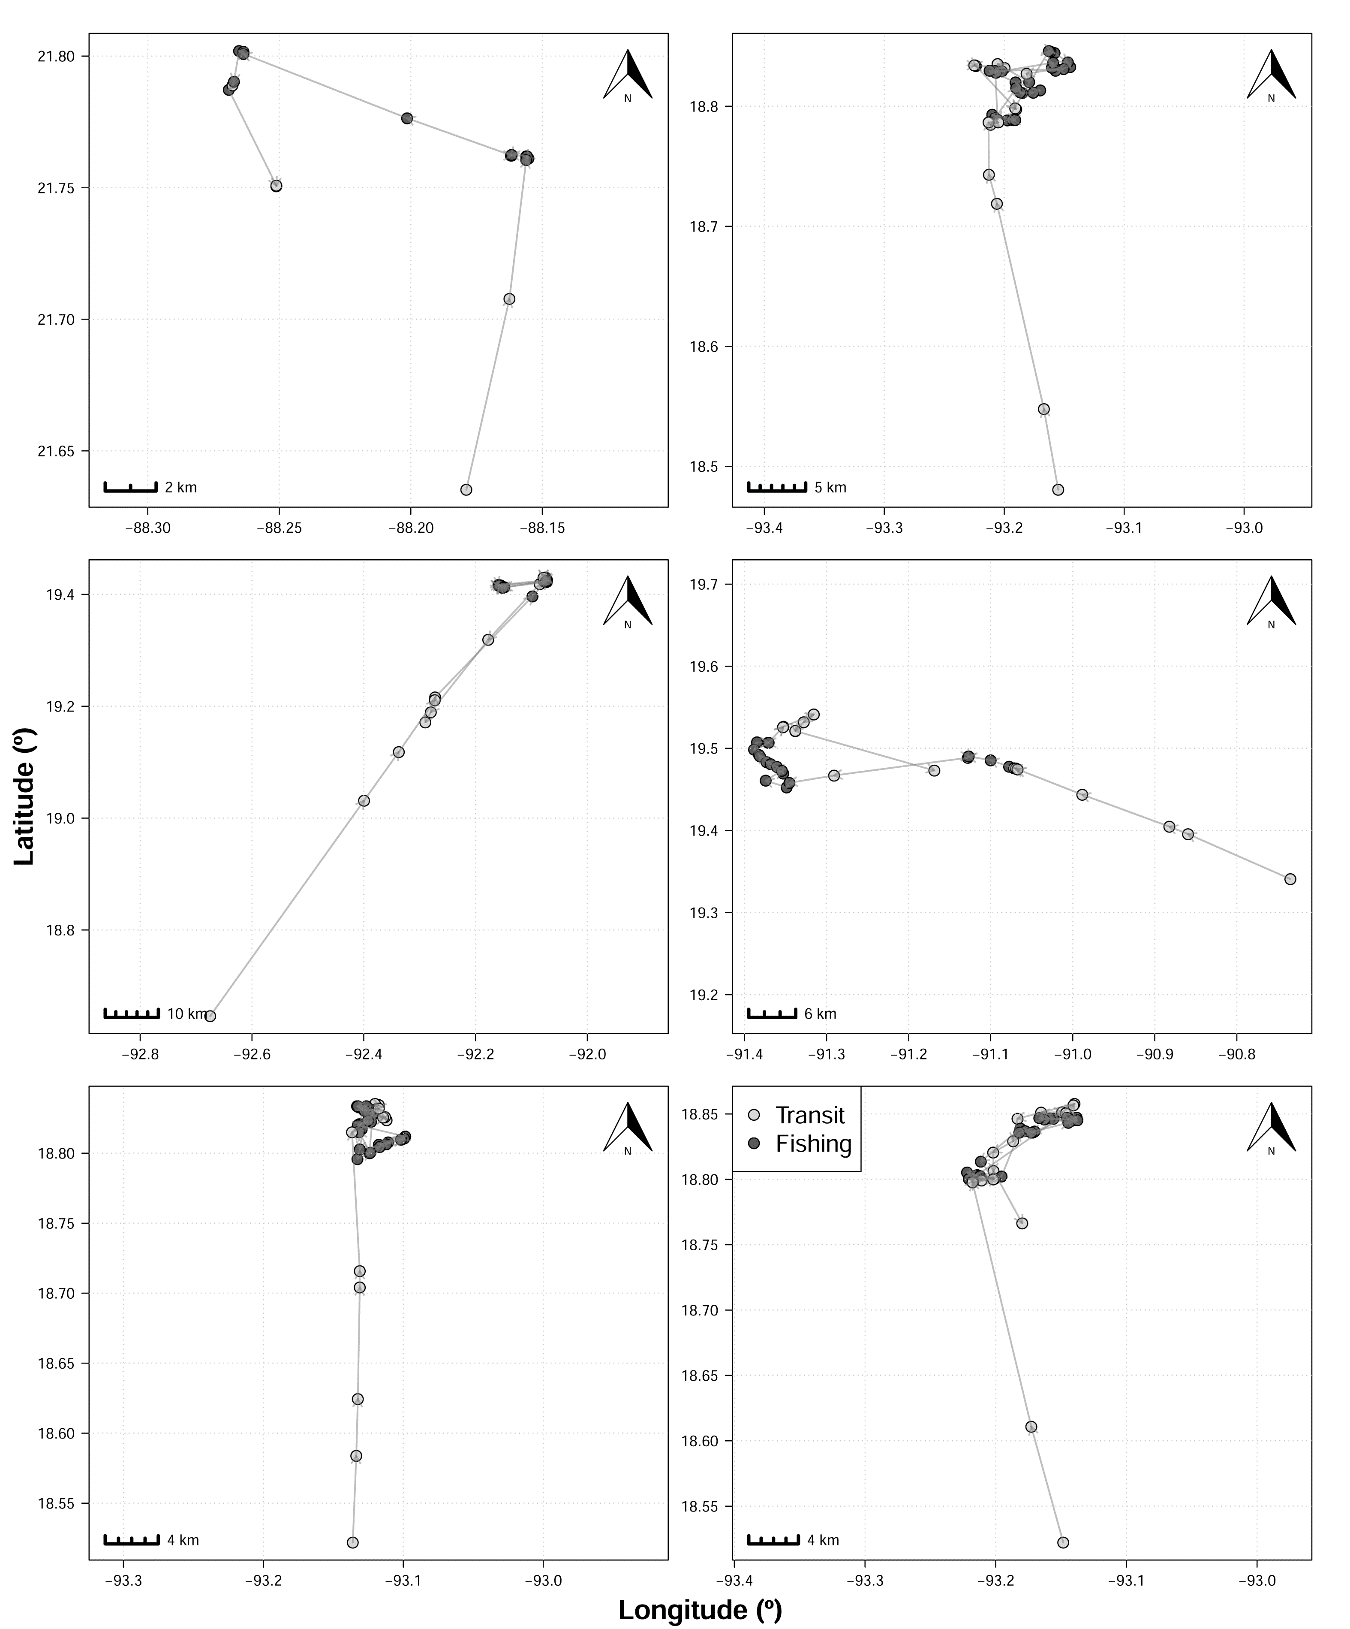 21.80
21.75
21.70
21.65
N
2 km
−88.30 −88.25 −88.20 −88.15
18.8
18.7
18.6
18.5
N
5 km
−93.4 −93.3 −93.2 −93.1 −93.0
19.4
19.2
19.0
18.8
N
10 km
−92.8 −92.6 −92.4 −92.2 −92.0
19.7
19.6
19.5
19.4
19.3
19.2
N
6 km
−91.4 −91.3 −91.2 −91.1 −91.0 −90.9 −90.8
18.80
18.75
18.70
18.65
18.60
18.55
N
4 km
−93.3 −93.2 −93.1 −93.0
Transit
Fishing
18.85
18.80
18.75
18.70
18.65
18.60
18.55
N
4 km
−93.4 −93.3 −93.2 −93.1 −93.0
Latitude (º)
Longitude (º)